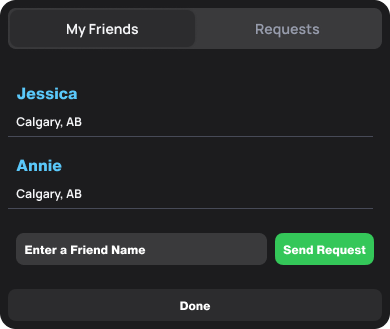 My Friends
Requests
Jessica
Calgary, AB
Annie
Calgary, AB
Enter a Friend Name
Send Request
Done